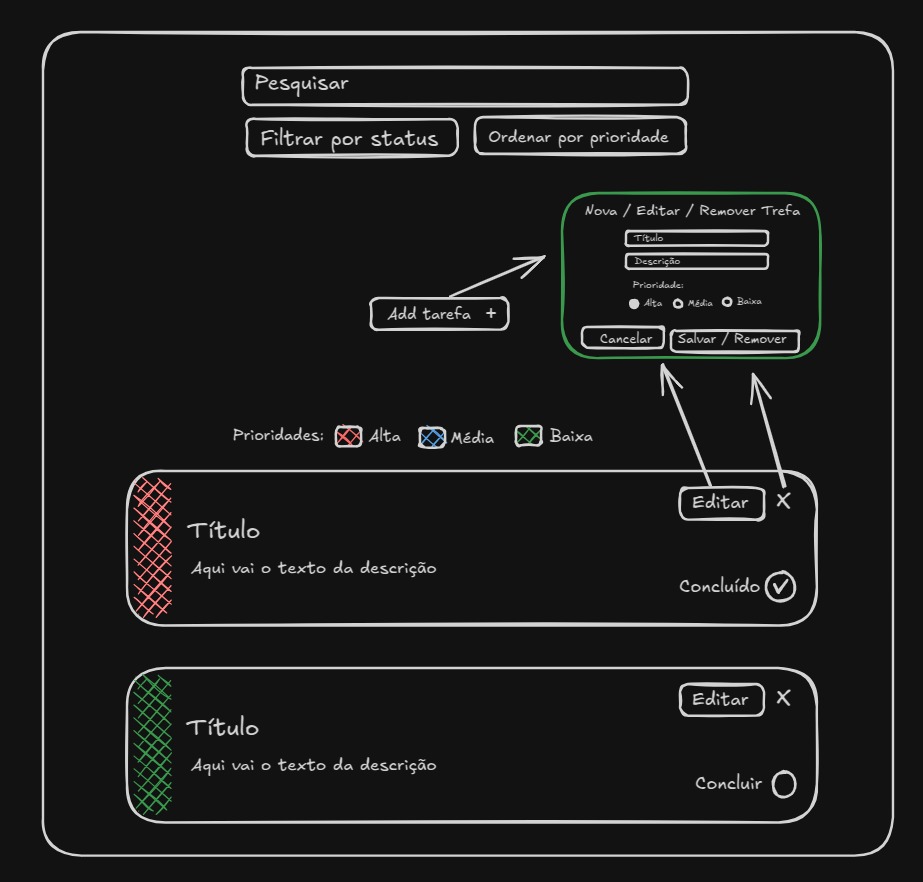 Pesquisar
Filtrar por status
Ordenar por prioridade
Nova / Editar / Remover Trefa
Título
Descrição
Prioridade:
Alta Média Baixa
Cancelar
Salvar / Remover
Add tarefa +
Prioridades: Alta Média Baixa
Editar X
Título
Aqui vai o texto da descrição
Concluído
Editar X
Título
Aqui vai o texto da descrição
Concluir